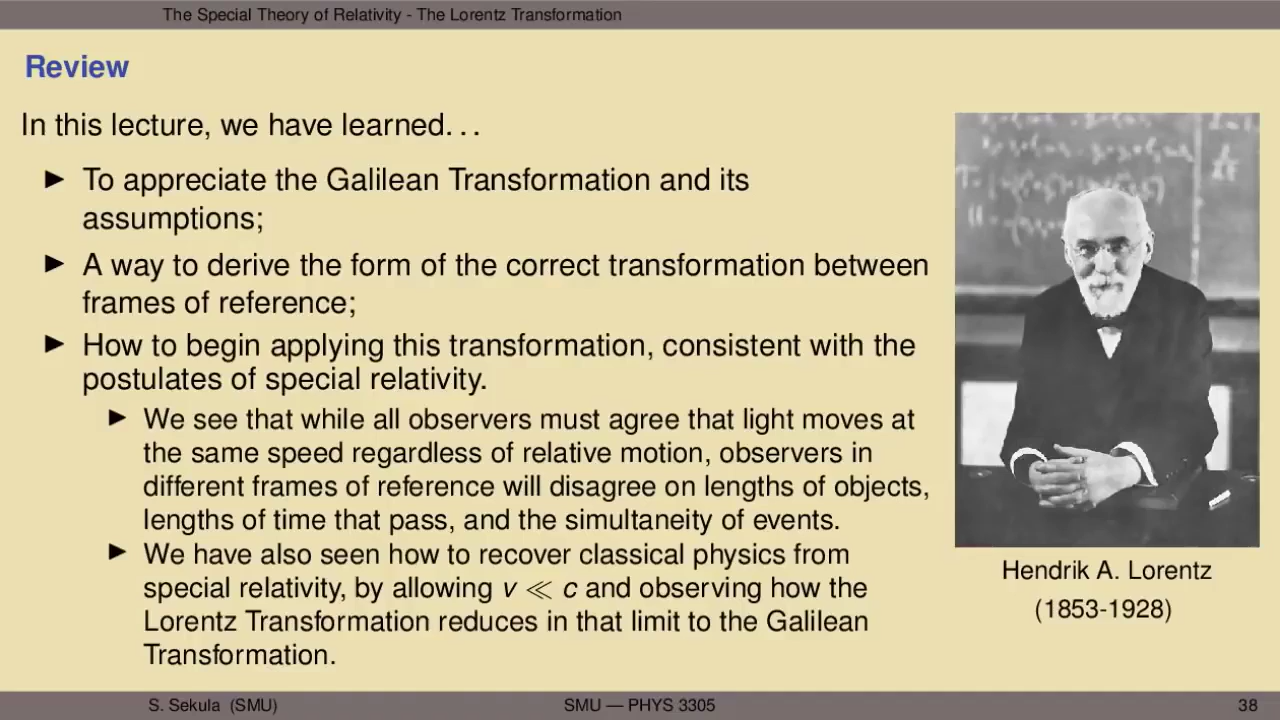 The Special Theory of Relativity - The Lorentz Transformation
Review
In this lecture, we have learned. . .
► To appreciate the Galilean Transformation and its
assumptions;
► A way to derive the form of the correct transformation between
frames of reference;
► How to begin applying this transformation, consistent with the
postulates of special relativity.
► We see that while all observers must agree that light moves at
the same speed regardless of relative motion, observers in
different frames of reference will disagree on lengths of objects,
lengths of time that pass, and the simultaneity of events.
► We have also seen how to recover classical physics from
special relativity, by allowing v ≪ c and observing how the
Lorentz Transformation reduces in that limit to the Galilean
Transformation.
Hendrik A. Lorentz
(1853-1928)
S. Sekula (SMU)
SMU — PHYS 3305
38